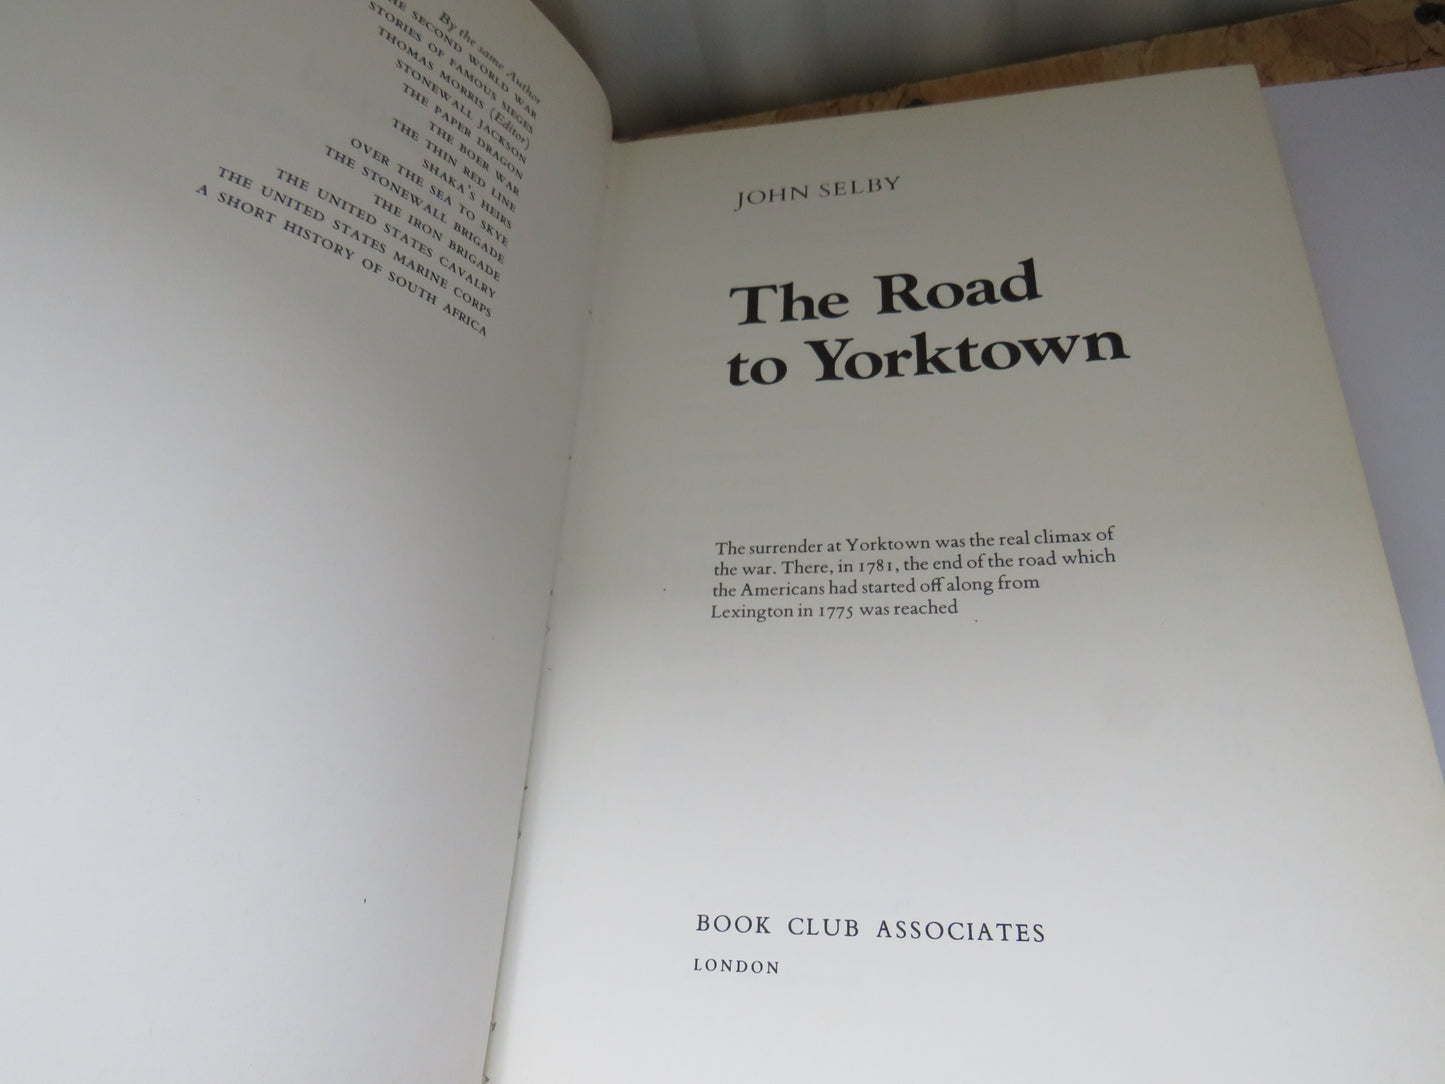 By the same Author
THE SECOND WORLD WAR
STORIES OF FAMOUS SIEGES
THOMAS MORRIS (Editor)
STONEWALL JACKSON
THE PAPER DRAGON
THE BOER WAR
THE THIN RED LINE
SHAKA'S HEIRS
OVER THE SEA TO SKYE
THE STONEWALL BRIGADE
THE IRON BRIGADE
THE UNITED STATES CAVALRY
THE UNITED STATES MARINE CORPS
A SHORT HISTORY OF SOUTH AFRICA
JOHN SELBY
The Road
to Yorktown
The surrender at Yorktown was the real climax of
the war. There, in 1781, the end of the road which
the Americans had started off along from
Lexington in 1775 was reached
BOOK CLUB ASSOCIATES
LONDON